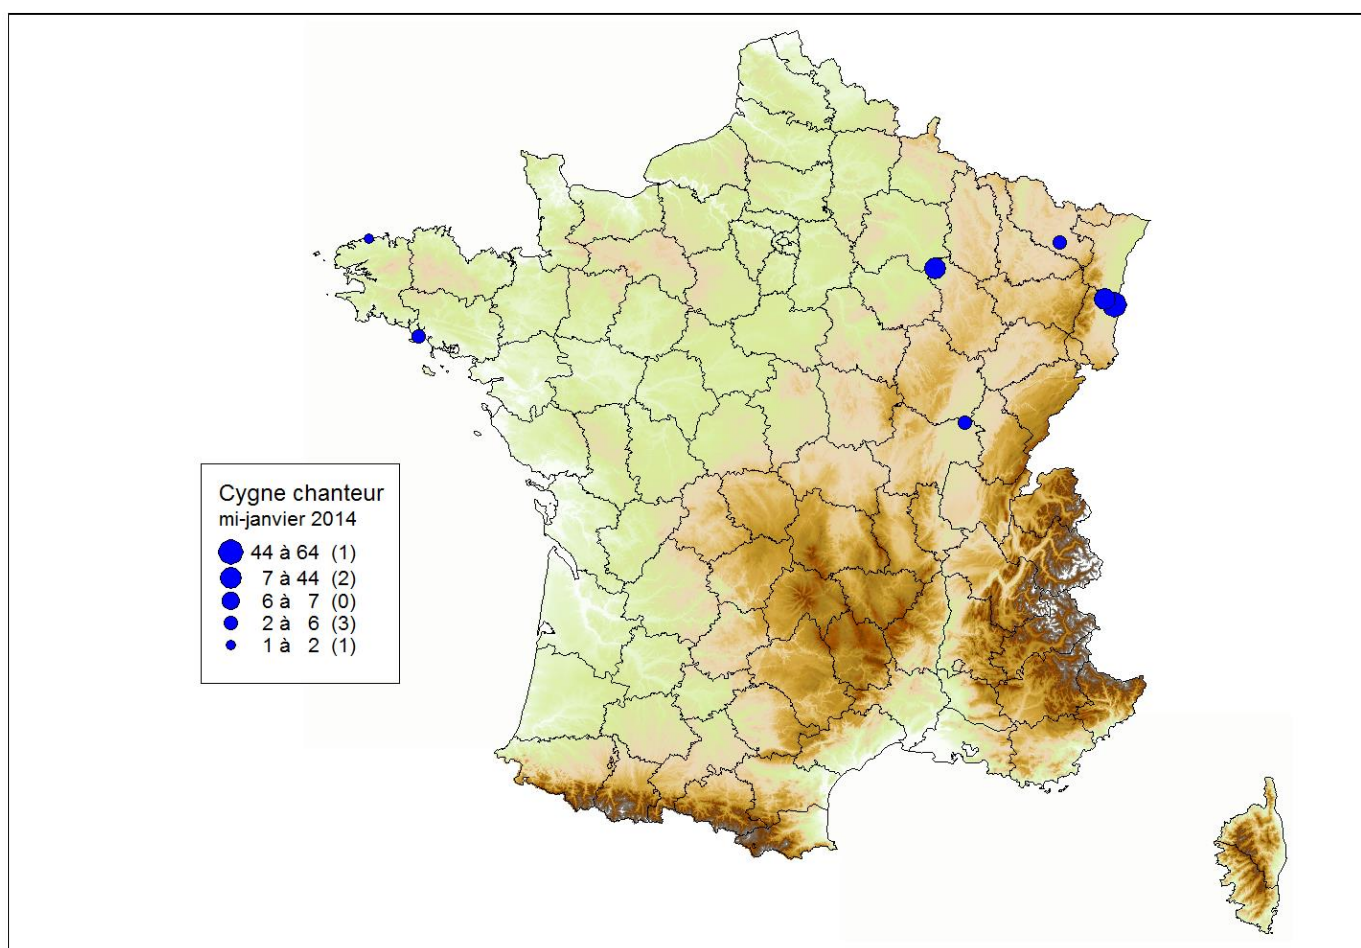 Cygne chanteur
mi-janvier 2014
44 à 64 (1)
7 à 44 (2)
6 à 7 (0)
2 à 6 (3)
1 à 2 (1)